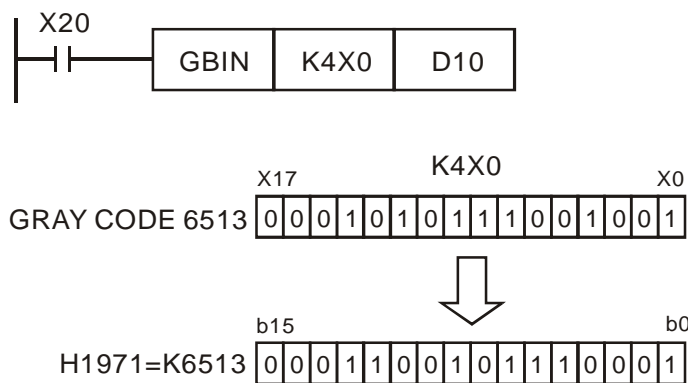 X20
GBIN K4X0 D10
K4X0
X17 X0
GRAY CODE 6513 0 0 0 1 0 1 0 1 1 1 0 0 1 0 0 1
b15 b0
H1971=K6513 0 0 0 1 1 0 0 1 0 1 1 1 0 0 0 1